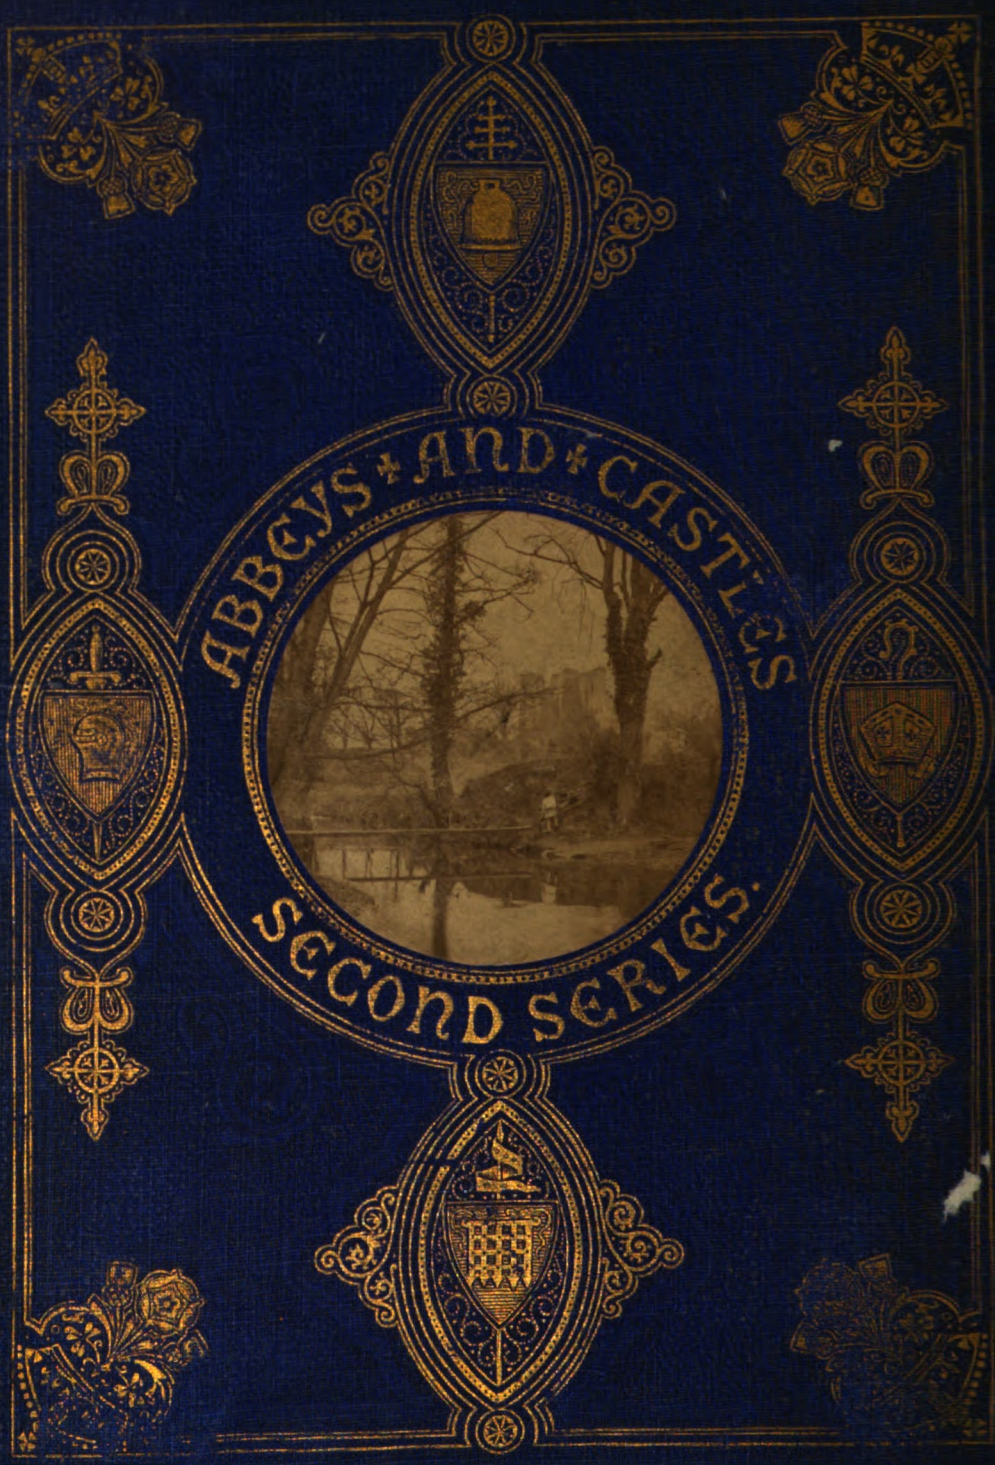 ABBEYS + AND + CASTLES
SECOND SERIES.